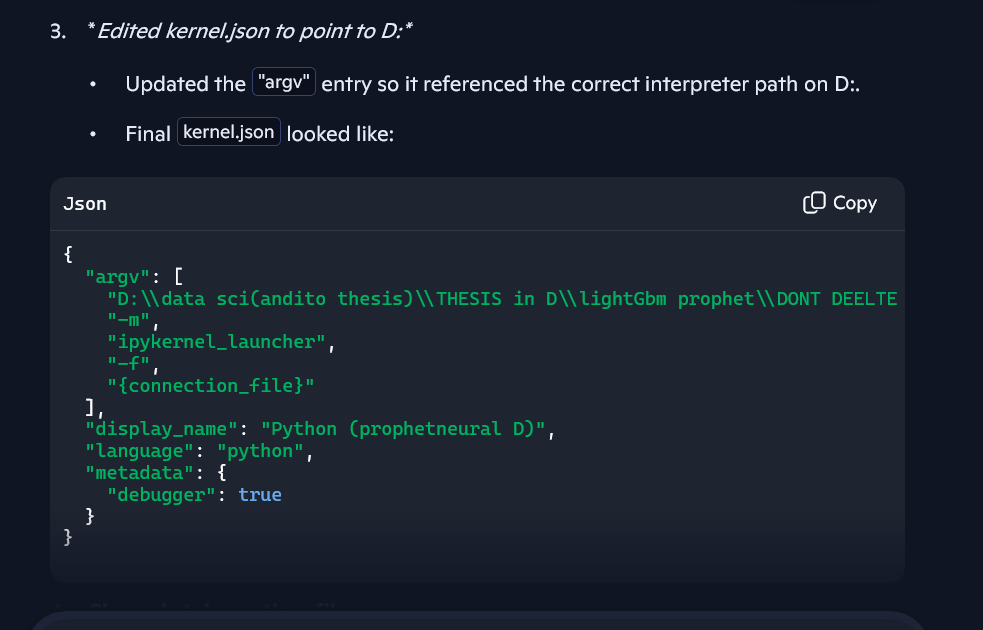 3. *Edited kernel.json to point to D:*
• Updated the "argv" entry so it referenced the correct interpreter path on D:.
• Final kernel.json looked like:
Json
Copy
{
  "argv": [
    "D:\\data sci(andito thesis)\\THESIS in D\\lightGbm prophet\\DONT DEELTE
    "-m",
    "ipykernel_launcher",
    "-f",
    "{connection_file}"
  ],
  "display_name": "Python (prophetneural D)",
  "language": "python",
  "metadata": {
    "debugger": true
  }
}